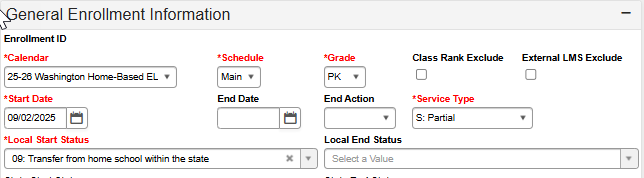 General Enrollment Information
Enrollment ID
*Calendar *Schedule *Grade Class Rank Exclude External LMS Exclude
25-26 Washington Home-Based EL Main PK
*Start Date End Date End Action *Service Type
09/02/2025 S: Partial
*Local Start Status Local End Status
09: Transfer from home school within the state Select a Value